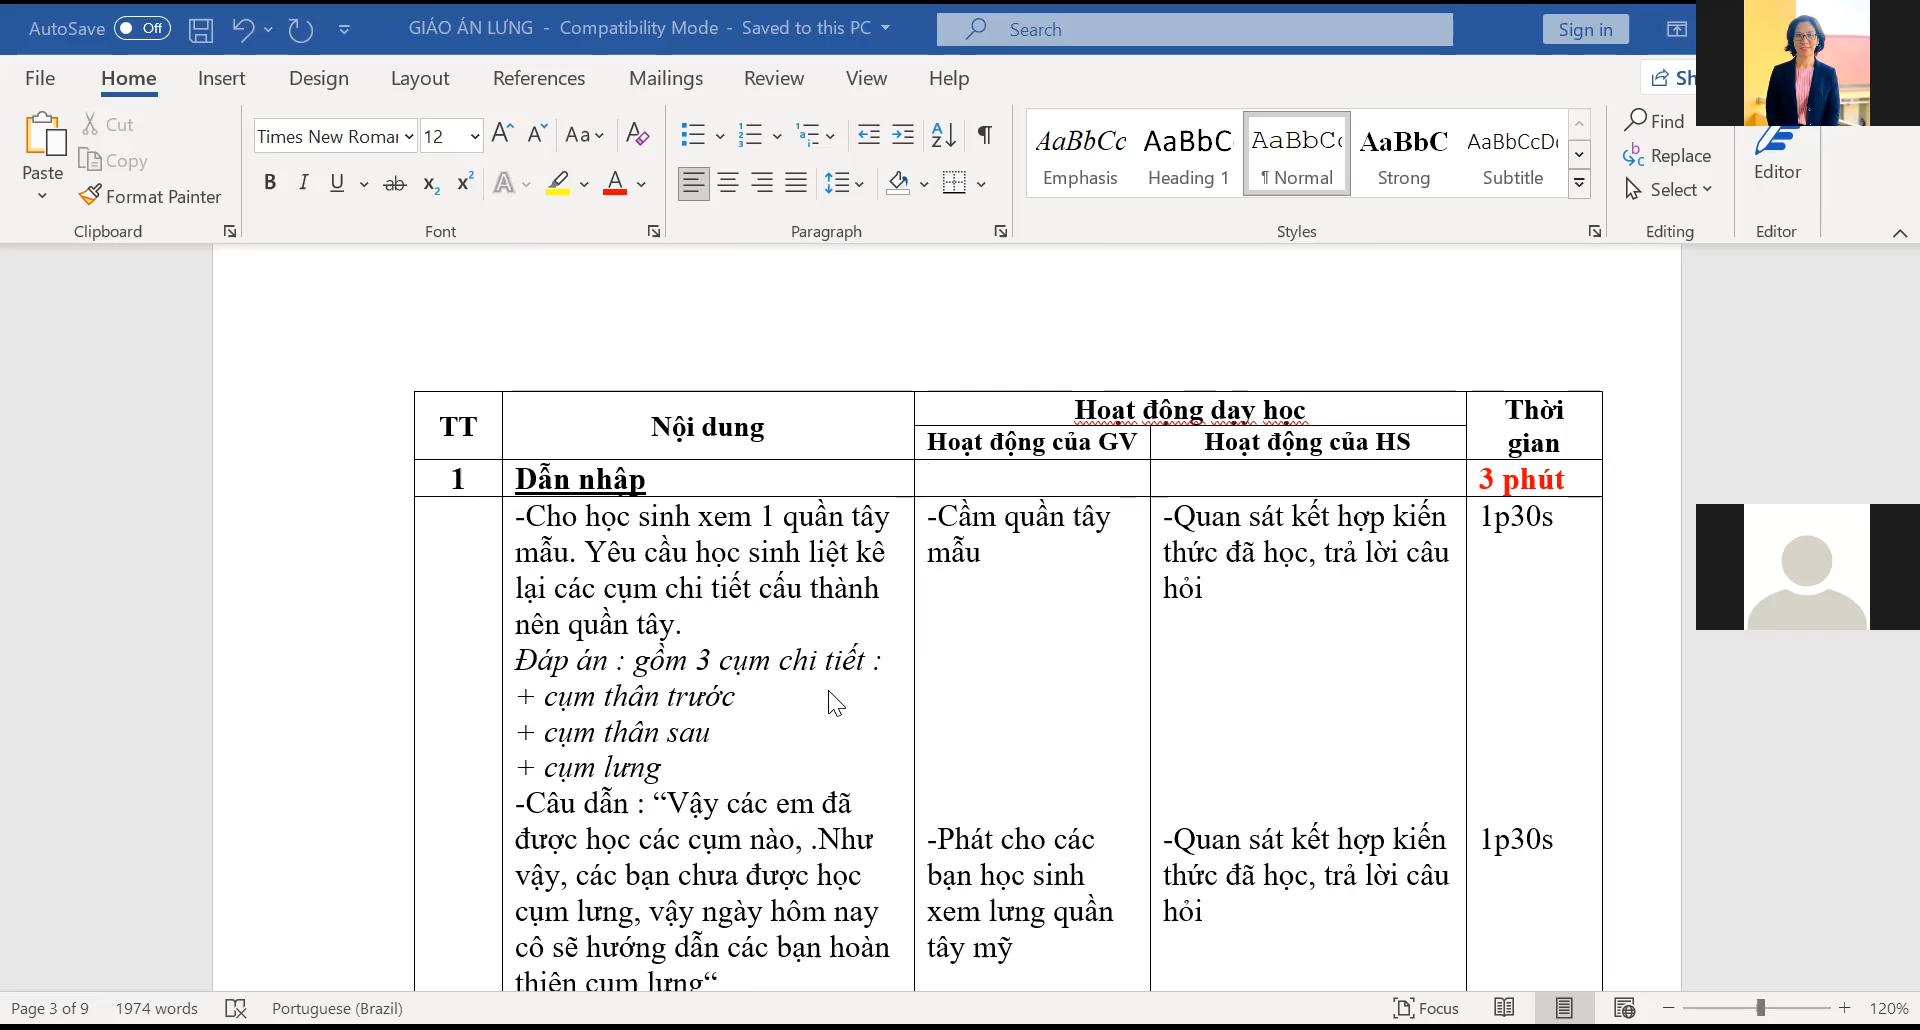 AutoSave Off GIÁO ÁN LƯNG - Compatibility Mode - Saved to this PC Search Sign in
File Home Insert Design Layout References Mailings Review View Help Sh
Paste Cut Copy Format Painter
Clipboard
Times New Romar 12
Aa
B I U ab x₂ x² A A
Font
Paragraph
AaBbCc AaBbC AaBbC AaBbC AaBbCcD
Emphasis Heading 1 ¶ Normal Strong Subtitle
Styles
Find
Replace
Select
Editing
Editor
Editor
TT
Nội dung
Hoạt động dạy học
Hoạt động của GV
Hoạt động của HS
Thời
gian
1
Dẫn nhập
3 phút
-Cho học sinh xem 1 quần tây
mẫu. Yêu cầu học sinh liệt kê
lại các cụm chi tiết cấu thành
nên quần tây.
Đáp án : gồm 3 cụm chi tiết :
+ cụm thân trước
+ cụm thân sau
+ cụm lưng
-Câu dẫn : “Vậy các em đã
được học các cụm nào, .Như
vậy, các bạn chưa được học
cụm lưng, vậy ngày hôm nay
cô sẽ hướng dẫn các bạn hoàn
thiện cụm lưng“
-Cầm quần tây
mẫu
-Phát cho các
bạn học sinh
xem lưng quần
tây mỹ
-Quan sát kết hợp kiến
thức đã học, trả lời câu
hỏi
-Quan sát kết hợp kiến
thức đã học, trả lời câu
hỏi
1p30s
1p30s
Page 3 of 9 1974 words Portuguese (Brazil) Focus 120%